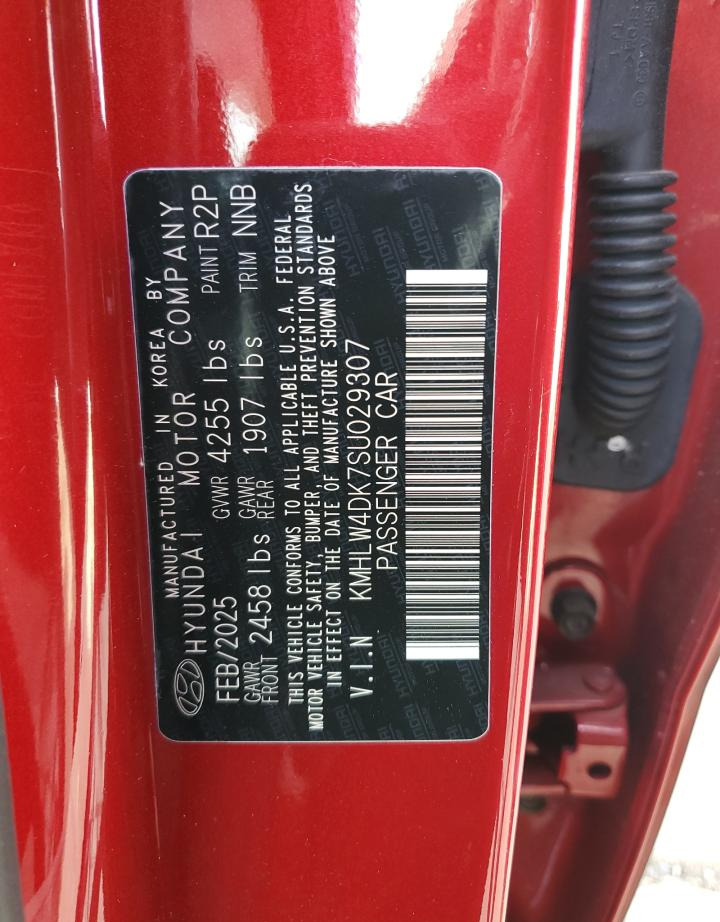 MANUFACTURED IN KOREA BY
HYUNDAI MOTOR COMPANY
FEB/2025 GVWR 4255 lbs PAINT R2P
GAWR FRONT 2458 lbs GAWR REAR 1907 lbs TRIM NNB
THIS VEHICLE CONFORMS TO ALL APPLICABLE U.S.A. FEDERAL
MOTOR VEHICLE SAFETY, BUMPER, AND THEFT PREVENTION STANDARDS
IN EFFECT ON THE DATE OF MANUFACTURE SHOWN ABOVE
V.I.N KMHLW4DK7SU029307
PASSENGER CAR